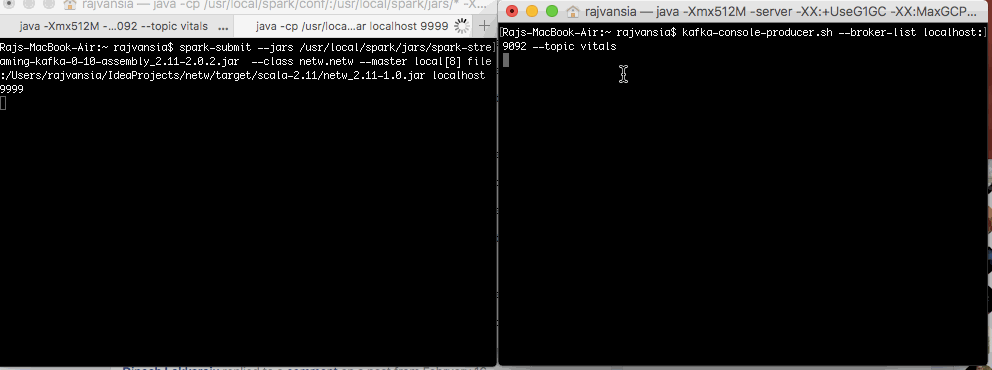 rajvansia — java -cp /usr/local/spark/conf/:/usr/local/spark/jars/* -X...
java -Xmx512M -...092 --topic vitals
java -cp /usr/loca...ar localhost 9999
Rajs-MacBook-Air:~ rajvansia$ spark-submit --jars /usr/local/spark/jars/spark-stre
aming-kafka-0-10-assembly_2.11-2.0.2.jar  --class netw.netw --master local[8] file
:/Users/rajvansia/IdeaProjects/netw/target/scala-2.11/netw_2.11-1.0.jar localhost
9999
rajvansia — java -Xmx512M -server -XX:+UseG1GC -XX:MaxGCP...
Rajs-MacBook-Air:~ rajvansia$ kafka-console-producer.sh --broker-list localhost:
9092 --topic vitals